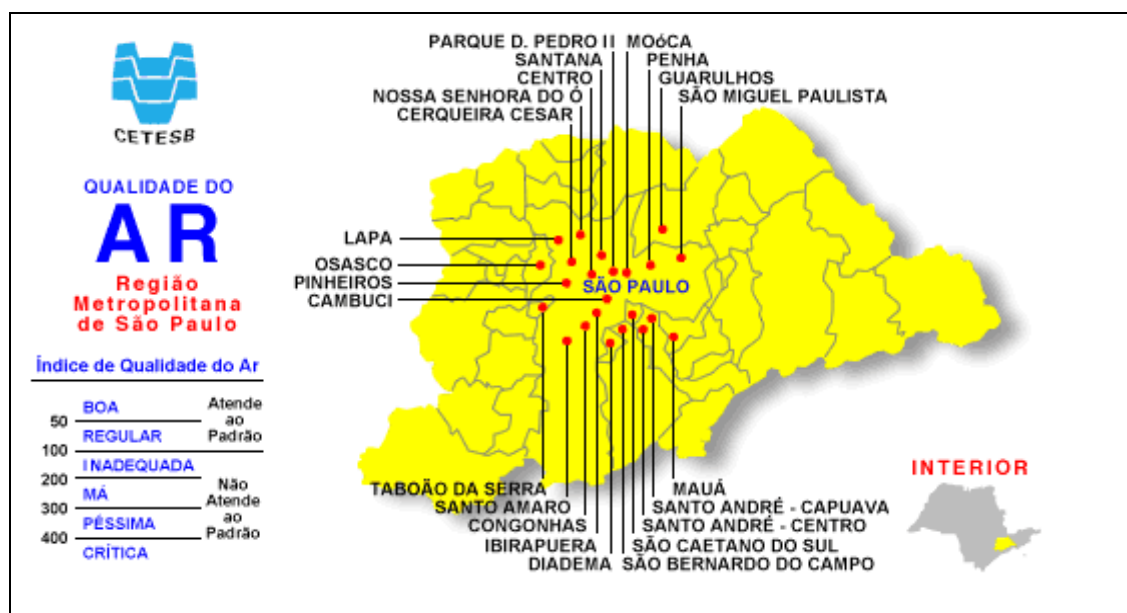 CETESB
QUALIDADE DO
AR
Região
Metropolitana
de São Paulo
Índice de Qualidade do Ar
BOA
50
REGULAR
100
INADEQUADA
200
MÁ
300
PÉSSIMA
400
CRÍTICA
Atende
ao
Padrão
Não
Atende
ao
Padrão
PARQUE D. PEDRO II
MOóCA
SANTANA
PENHA
CENTRO
GUARULHOS
NOSSA SENHORA DO Ó
SÃO MIGUEL PAULISTA
CERQUEIRA CESAR
LAPA
OSASCO
PINHEIROS
CAMBUCI
SÃO PAULO
TABOÃO DA SERRA
MAUÁ
SANTO AMARO
SANTO ANDRÉ - CAPUAVA
CONGONHAS
SANTO ANDRÉ - CENTRO
IBIRAPUERA
SÃO CAETANO DO SUL
DIADEMA
SÃO BERNARDO DO CAMPO
INTERIOR